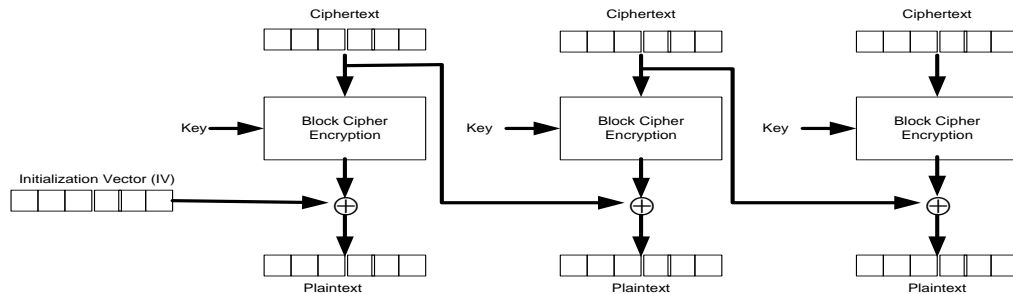 Ciphertext
Ciphertext
Ciphertext
Key
Block Cipher
Encryption
Key
Block Cipher
Encryption
Key
Block Cipher
Encryption
Initialization Vector (IV)
Plaintext
Plaintext
Plaintext